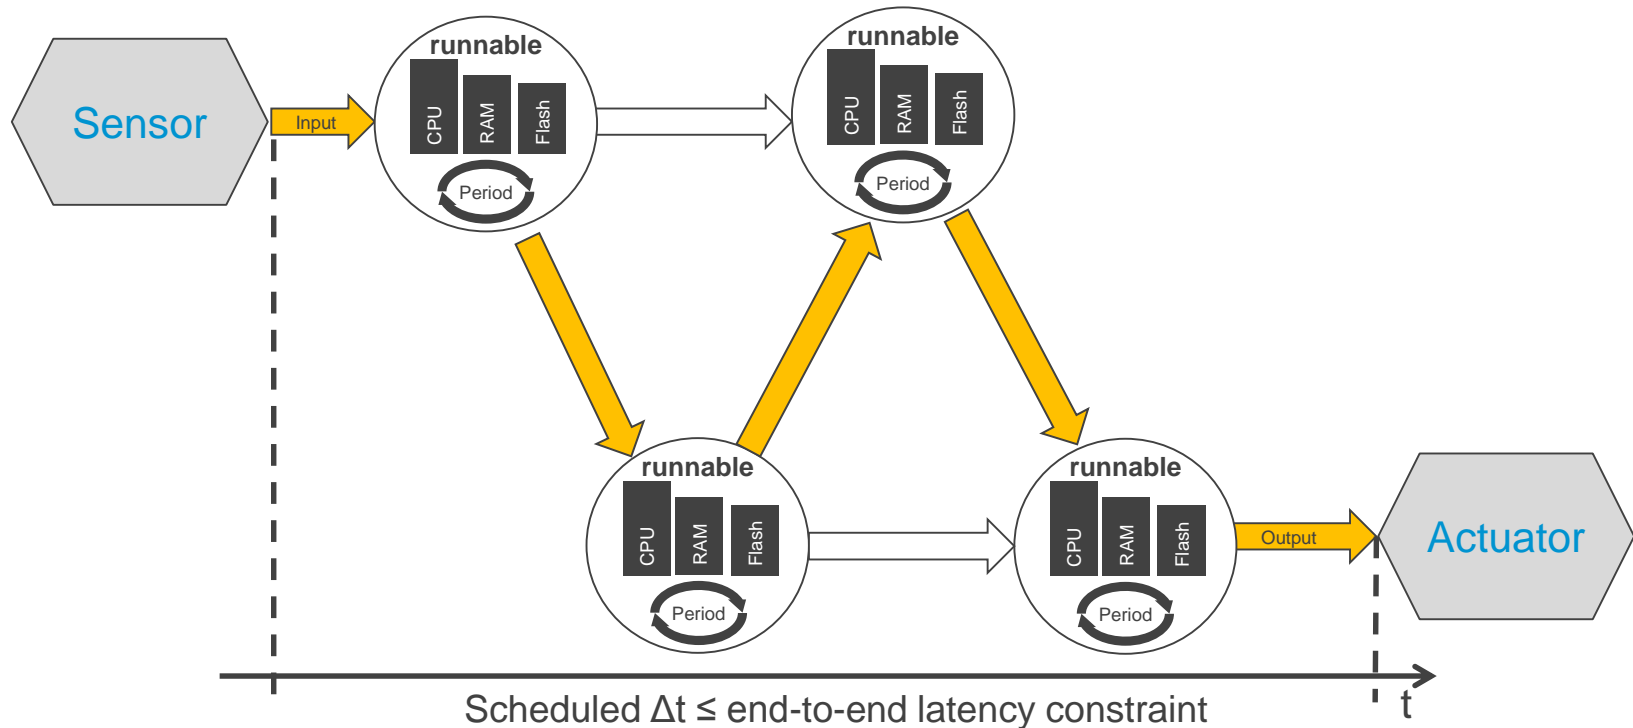 Sensor
Input
runnable
CPU
RAM
Flash
Period
runnable
CPU
RAM
Flash
Period
runnable
CPU
RAM
Flash
Period
runnable
CPU
RAM
Flash
Period
Output
Actuator
Scheduled Δt ≤ end-to-end latency constraint
t